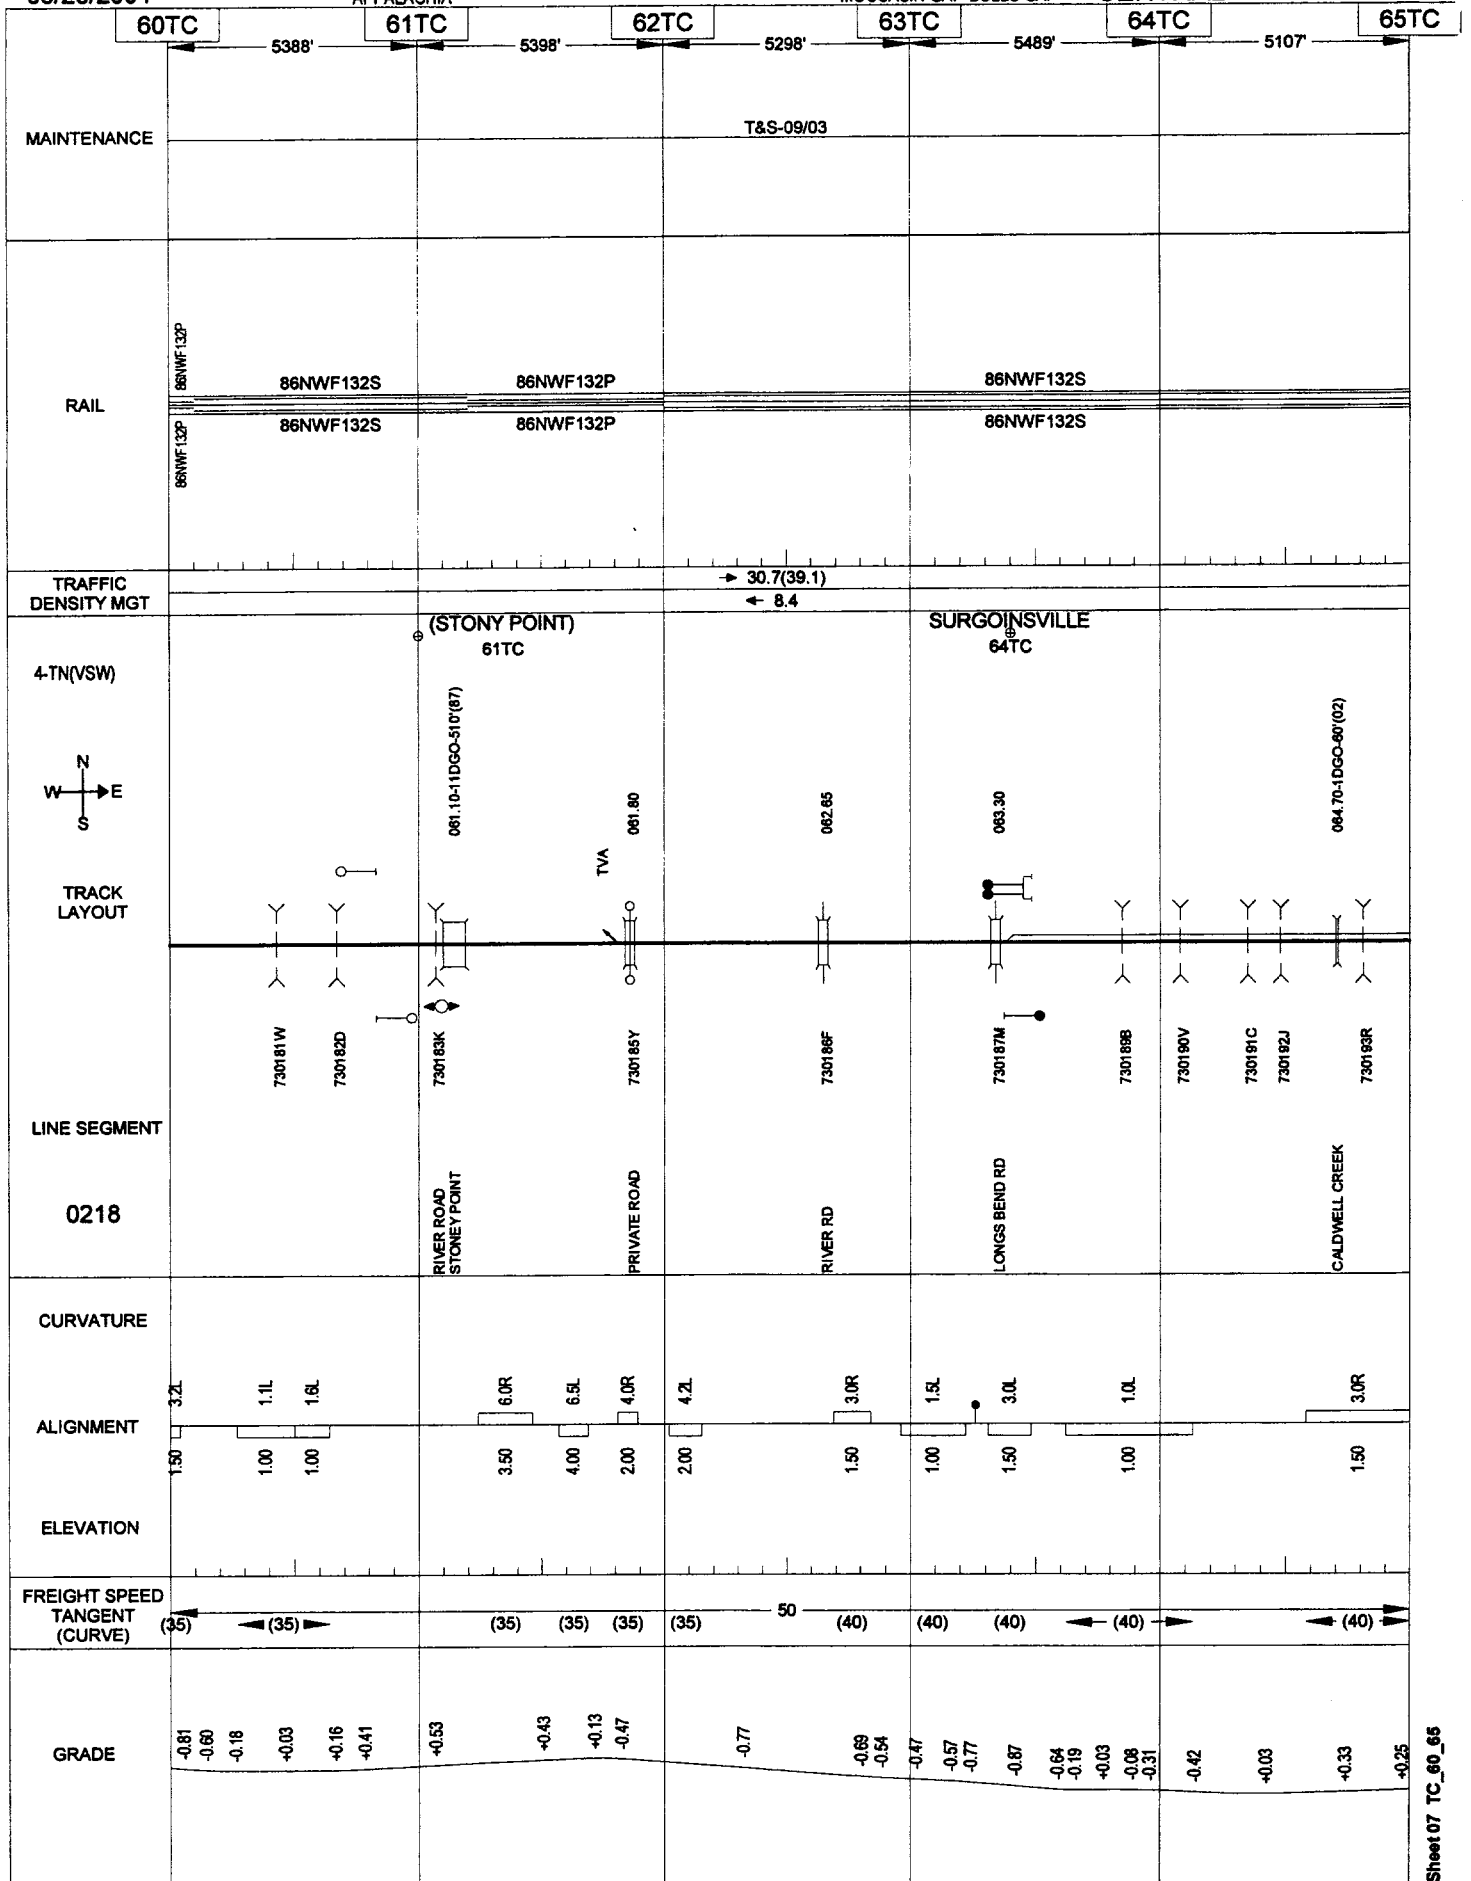 APPALACHIA
60TC 61TC 62TC 63TC 64TC 65TC
5388' 5398' 5298' 5489' 5107'
MAINTENANCE
T&S-09/03
RAIL
86NWF132P 86NWF132S 86NWF132P 86NWF132S
86NWF132P 86NWF132S 86NWF132P 86NWF132S
TRAFFIC
DENSITY MGT
30.7(39.1)
8.4
(STONY POINT)
61TC
SURGOINSVILLE
64TC
4-TN(VSW)
N
W E
S
061.10-11DGO-510'(87)
061.80
062.65
063.30
064.70-1DGO-60'(02)
TVA
TRACK
LAYOUT
730181W
730182D
730183K
730185Y
730186F
730187M
730189B
730190V
730191C
730192J
730193R
LINE SEGMENT
0218
RIVER ROAD
STONEY POINT
PRIVATE ROAD
RIVER RD
LONGS BEND RD
CALDWELL CREEK
CURVATURE
3.2L 1.1L 1.6L 6.0R 6.5L 4.0R 4.2L 3.0R 1.5L 3.0L 1.0L 3.0R
ALIGNMENT
1.50 1.00 1.00 3.50 4.00 2.00 2.00 1.50 1.00 1.50 1.00 1.50
ELEVATION
FREIGHT SPEED
TANGENT
(CURVE)
50
(35) (35) (35) (35) (35) (35) (40) (40) (40) (40) (40)
GRADE
-0.81 -0.60 -0.18 +0.03 +0.16 +0.41 +0.53 +0.43 +0.13 -0.47 -0.77 -0.69 -0.54 -0.47 -0.57 -0.77 -0.87 -0.64 -0.19 +0.03 -0.08 -0.31 -0.42 +0.03 +0.33 +0.25
Sheet 07 TC_60_65